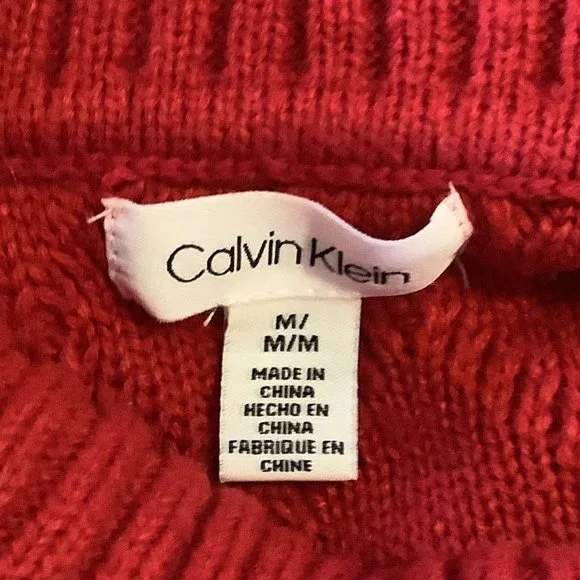 Calvin Klein
M/
M/M
MADE IN
CHINA
HECHO EN
CHINA
FABRIQUE EN
CHINE